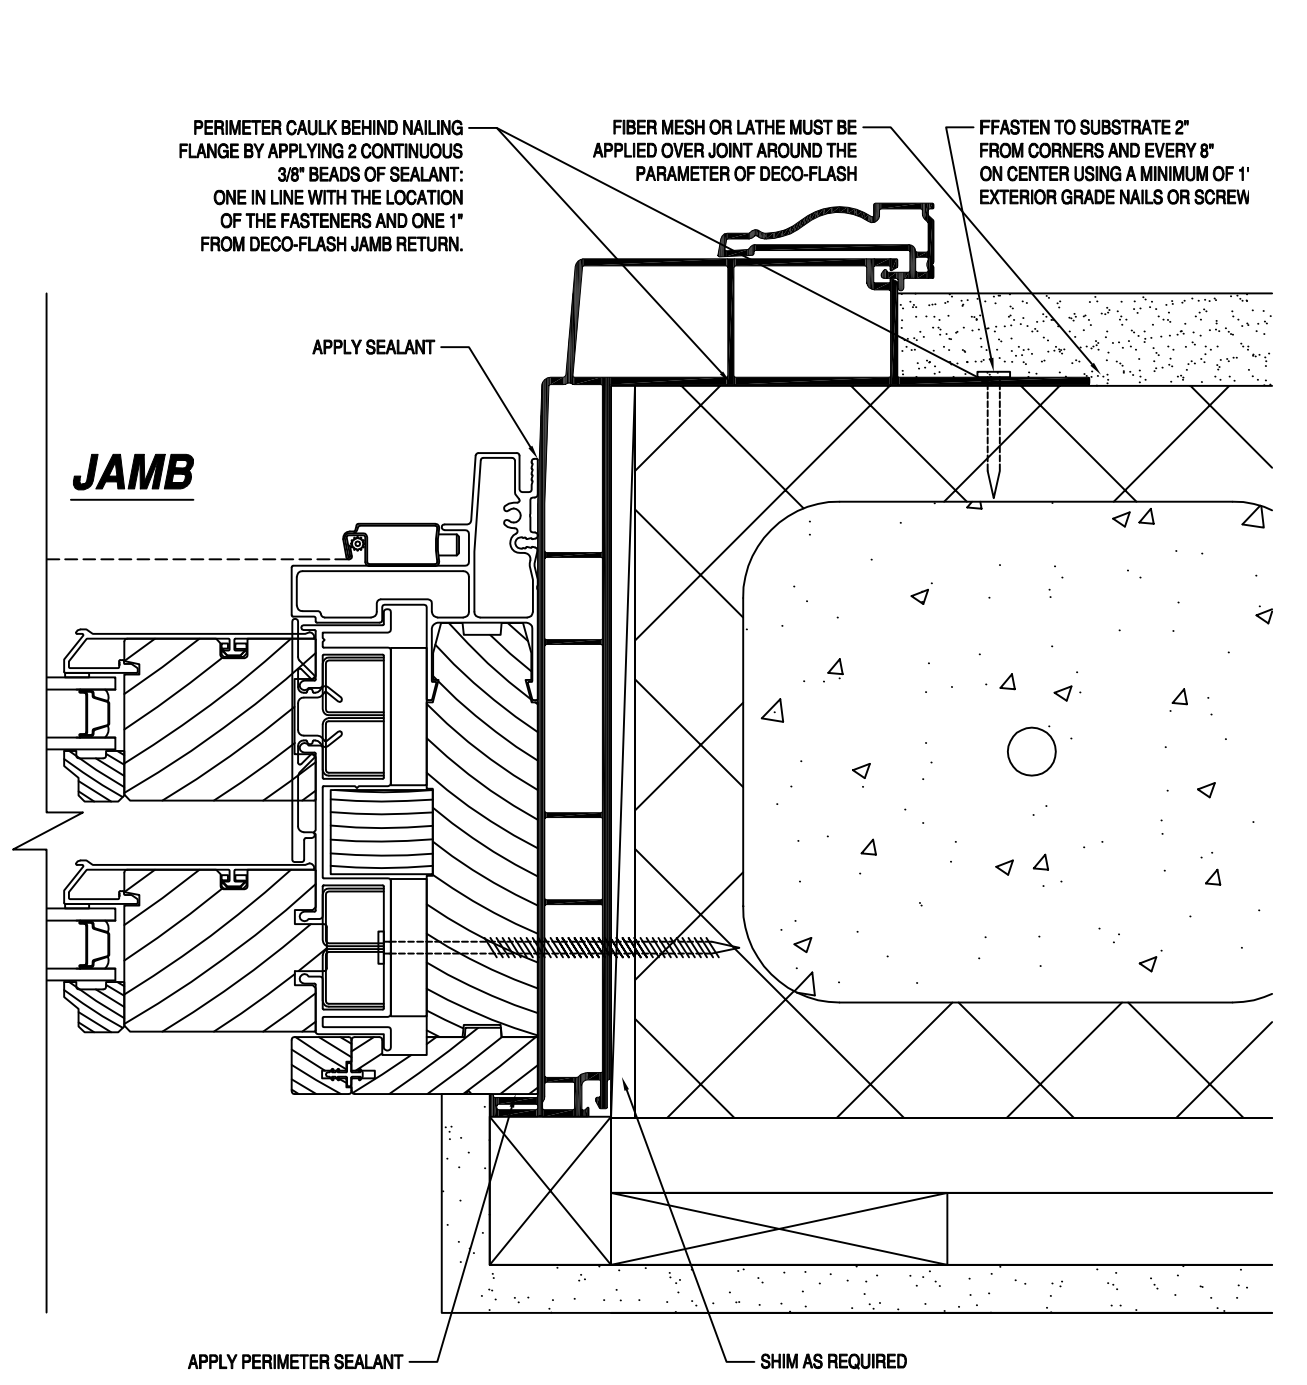 PERIMETER CAULK BEHIND NAILING
FLANGE BY APPLYING 2 CONTINUOUS
3/8" BEADS OF SEALANT:
ONE IN LINE WITH THE LOCATION
OF THE FASTENERS AND ONE 1"
FROM DECO-FLASH JAMB RETURN.
FIBER MESH OR LATHE MUST BE
APPLIED OVER JOINT AROUND THE
PARAMETER OF DECO-FLASH
FFASTEN TO SUBSTRATE 2"
FROM CORNERS AND EVERY 8"
ON CENTER USING A MINIMUM OF 1"
EXTERIOR GRADE NAILS OR SCREW
APPLY SEALANT
JAMB
APPLY PERIMETER SEALANT
SHIM AS REQUIRED